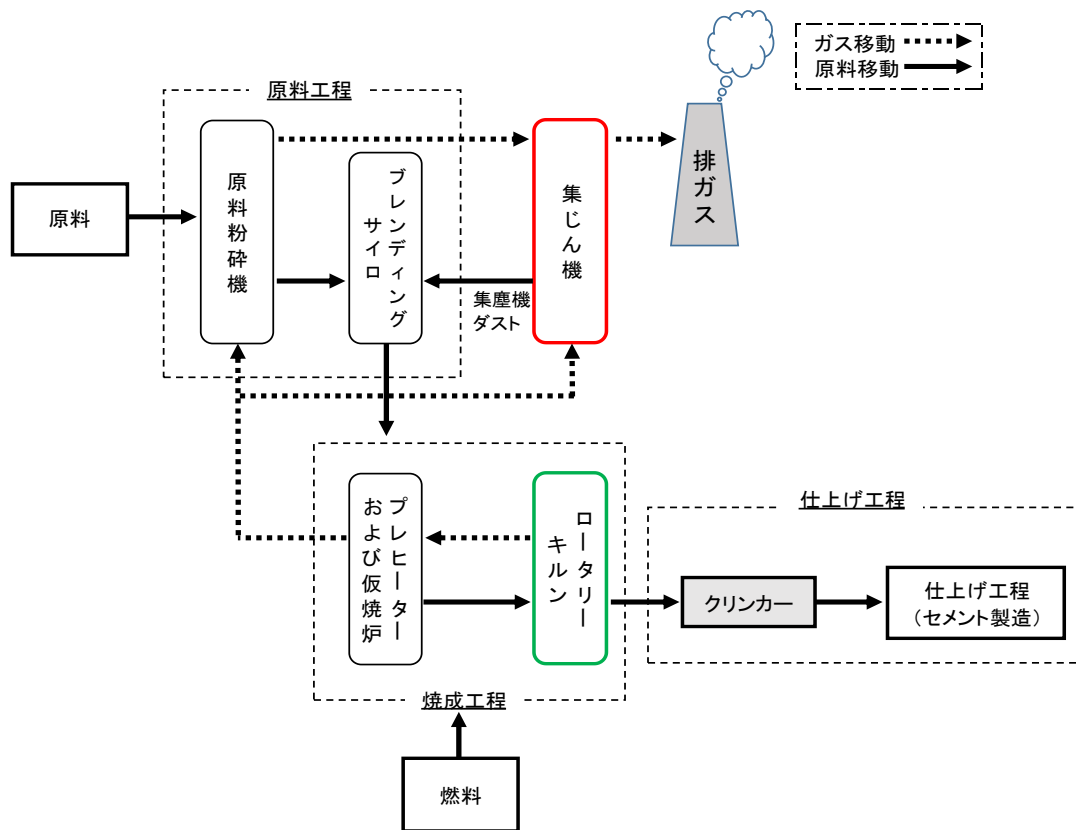 ガス移動
原料移動
原料工程
原料
原料粉砕機
ブレンディング
サイロ
集じん機
排ガス
集塵機
ダスト
プレヒーター
および仮焼炉
ロータリー
キルン
焼成工程
燃料
仕上げ工程
クリンカー
仕上げ工程
（セメント製造）